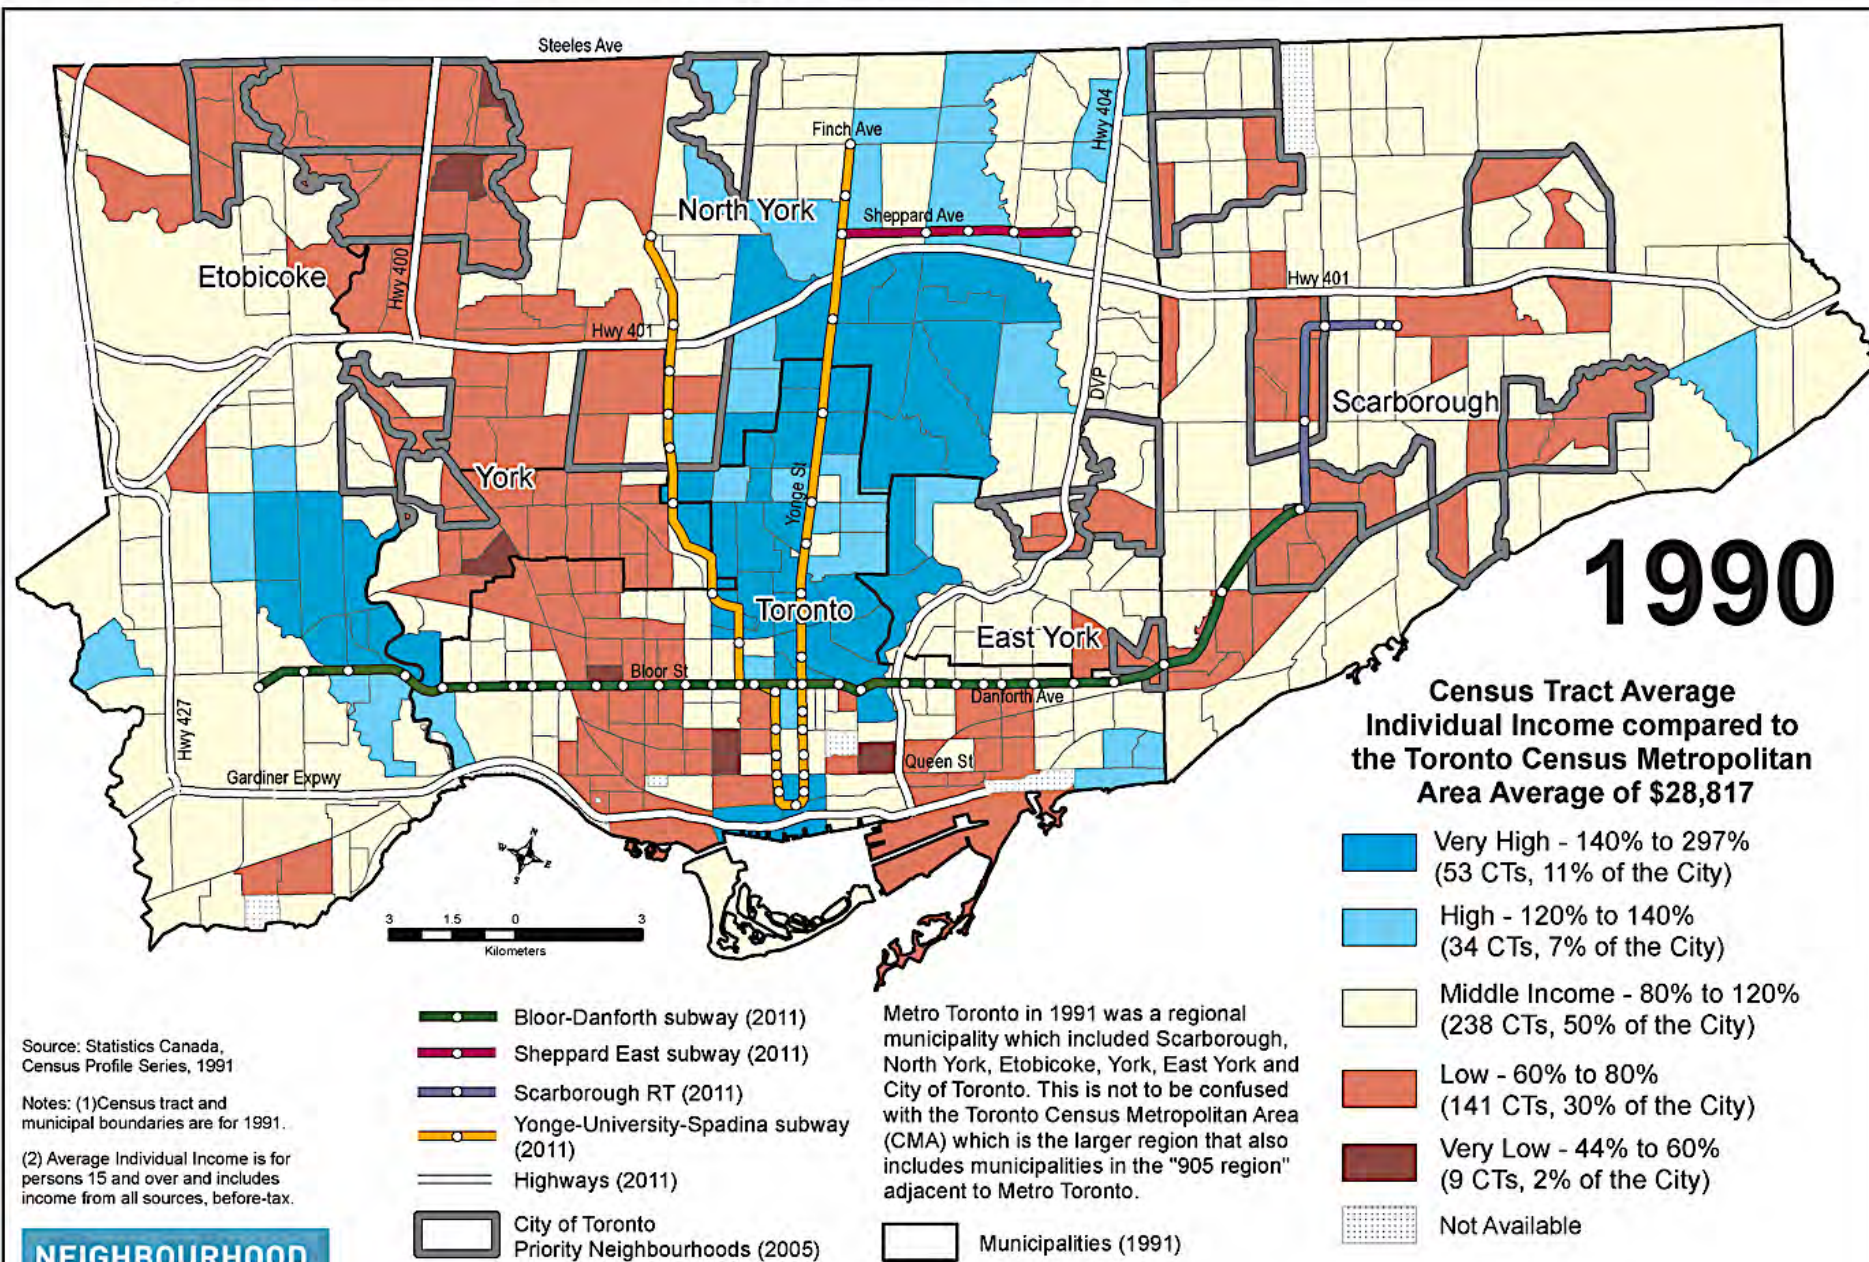 Steeles Ave
Finch Ave
Hwy 404
North York
Sheppard Ave
Etobicoke
Hwy 400
Hwy 401
Hwy 401
DVP
Scarborough
York
Yonge St
1990
Toronto
East York
Bloor St
Danforth Ave
Hwy 427
Queen St
Gardiner Expwy
N
W
E
S
3 1.5 0 3
Kilometers
Census Tract Average
Individual Income compared to
the Toronto Census Metropolitan
Area Average of $28,817
Very High - 140% to 297%
(53 CTs, 11% of the City)
High - 120% to 140%
(34 CTs, 7% of the City)
Middle Income - 80% to 120%
(238 CTs, 50% of the City)
Low - 60% to 80%
(141 CTs, 30% of the City)
Very Low - 44% to 60%
(9 CTs, 2% of the City)
Not Available
Source: Statistics Canada,
Census Profile Series, 1991
Notes: (1)Census tract and
municipal boundaries are for 1991.
(2) Average Individual Income is for
persons 15 and over and includes
income from all sources, before-tax.
NEIGHBOURHOOD
Bloor-Danforth subway (2011)
Sheppard East subway (2011)
Scarborough RT (2011)
Yonge-University-Spadina subway
(2011)
Highways (2011)
City of Toronto
Priority Neighbourhoods (2005)
Metro Toronto in 1991 was a regional
municipality which included Scarborough,
North York, Etobicoke, York, East York and
City of Toronto. This is not to be confused
with the Toronto Census Metropolitan Area
(CMA) which is the larger region that also
includes municipalities in the "905 region"
adjacent to Metro Toronto.
Municipalities (1991)